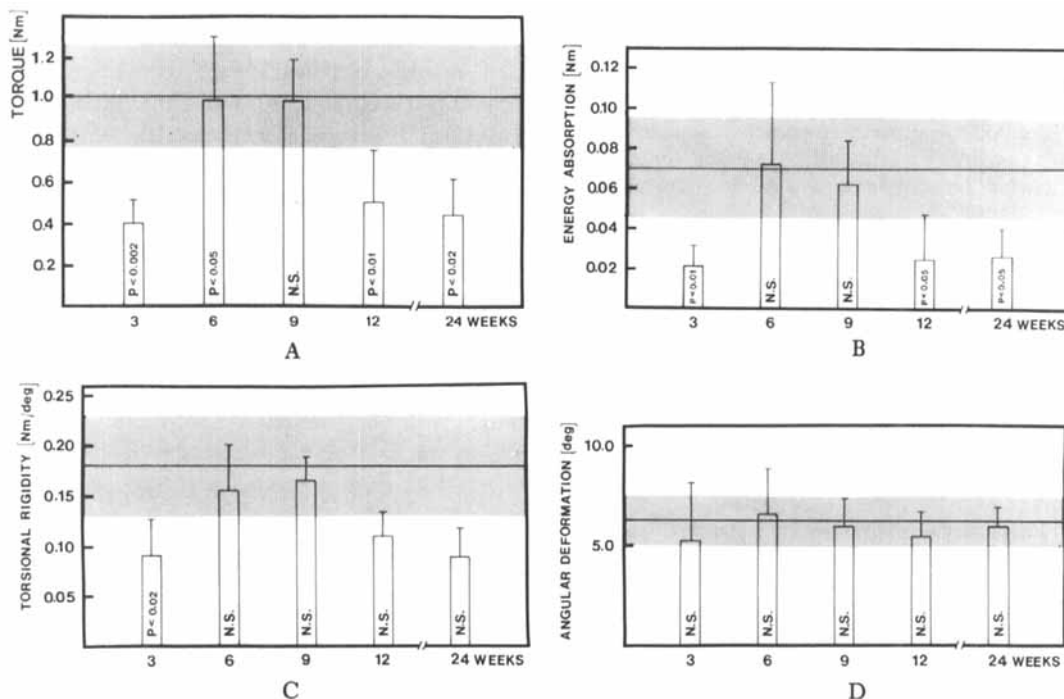 TORQUE [Nm]
1.2
1.0
0.8
0.6
0.4
0.2
P< 0.002
P< 0.05
N.S.
P< 0.01
P< 0.02
3 6 9 12 24 WEEKS
A
ENERGY ABSORPTION [Nm]
0.12
0.10
0.08
0.06
0.04
0.02
P< 0.01
N.S.
N.S.
P< 0.05
P< 0.05
3 6 9 12 24 WEEKS
B
TORSIONAL RIGIDITY [Nm/deg]
0.25
0.20
0.15
0.10
0.05
P< 0.02
N.S.
N.S.
N.S.
N.S.
3 6 9 12 24 WEEKS
C
ANGULAR DEFORMATION [deg]
10.0
5.0
N.S.
N.S.
N.S.
N.S.
N.S.
3 6 9 12 24 WEEKS
D